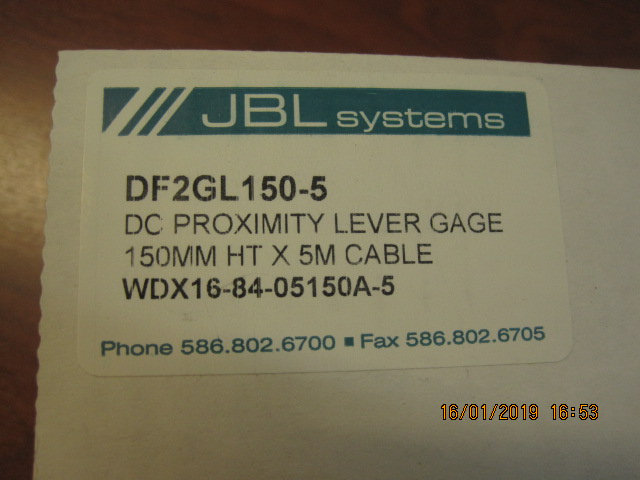 JBL systems
DF2GL150-5
DC PROXIMITY LEVER GAGE
150MM HT X 5M CABLE
WDX16-84-05150A-5
Phone 586.802.6700 ■ Fax 586.802.6705
16/01/2019 16:53